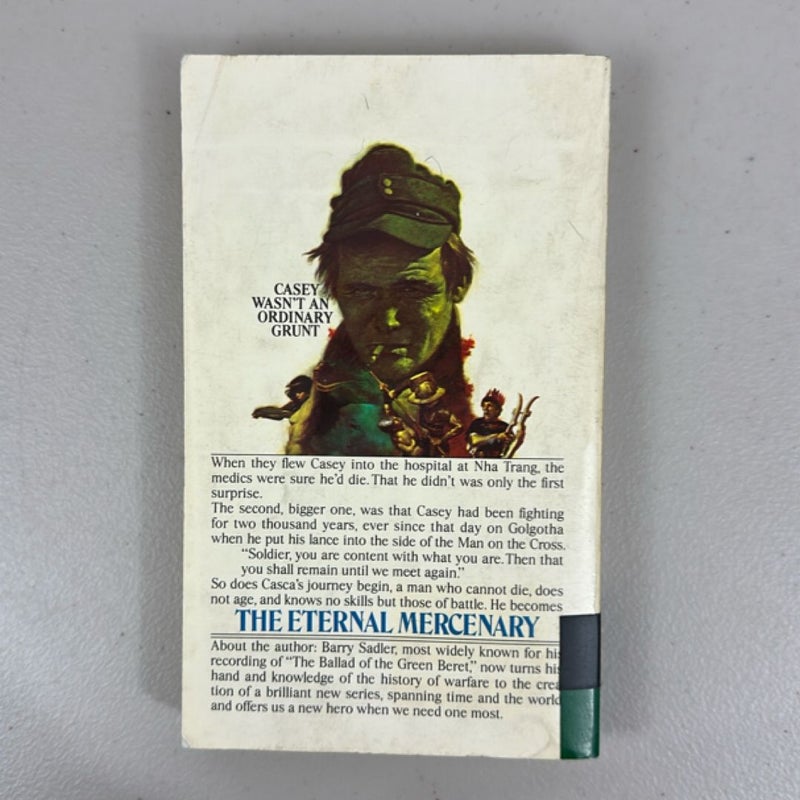 CASEY
WASN'T AN
ORDINARY
GRUNT
When they flew Casey into the hospital at Nha Trang, the
medics were sure he'd die. That he didn't was only the first
surprise.
The second, bigger one, was that Casey had been fighting
for two thousand years, ever since that day on Golgotha
when he put his lance into the side of the Man on the Cross.
"Soldier, you are content with what you are. Then that
you shall remain until we meet again."
So does Casca's journey begin, a man who cannot die, does
not age, and knows no skills but those of battle. He becomes
THE ETERNAL MERCENARY
About the author: Barry Sadler, most widely known for his
recording of "The Ballad of the Green Beret," now turns his
hand and knowledge of the history of warfare to the crea
tion of a brilliant new series, spanning time and the world
and offers us a new hero when we need one most.